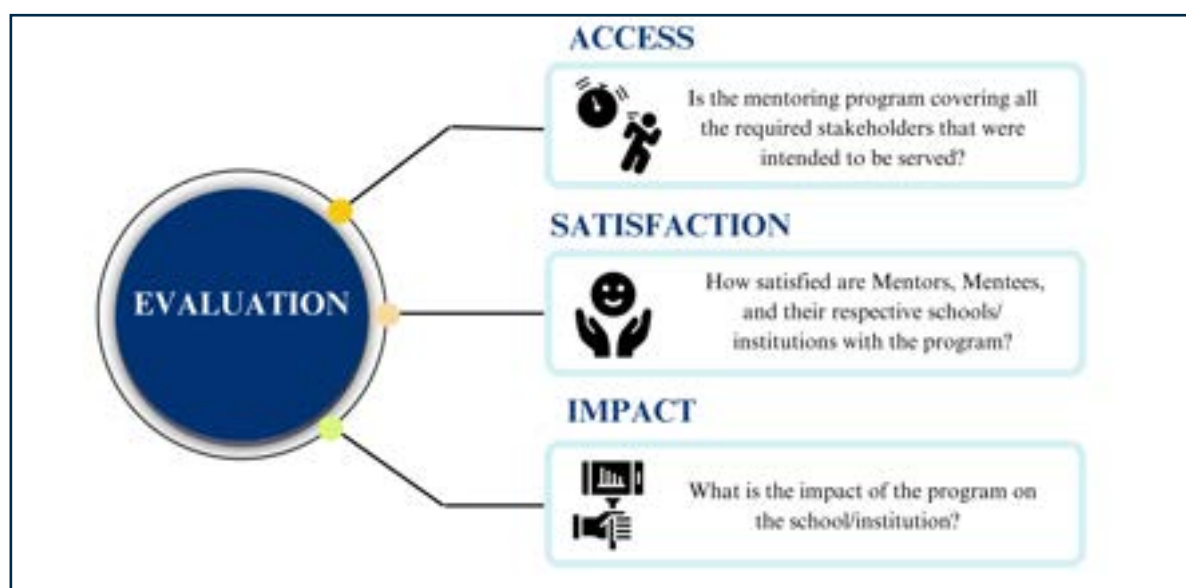 EVALUATION
ACCESS
Is the mentoring program covering all
the required stakeholders that were
intended to be served?
SATISFACTION
How satisfied are Mentors, Mentees,
and their respective schools/
institutions with the program?
IMPACT
What is the impact of the program on
the school/institution?